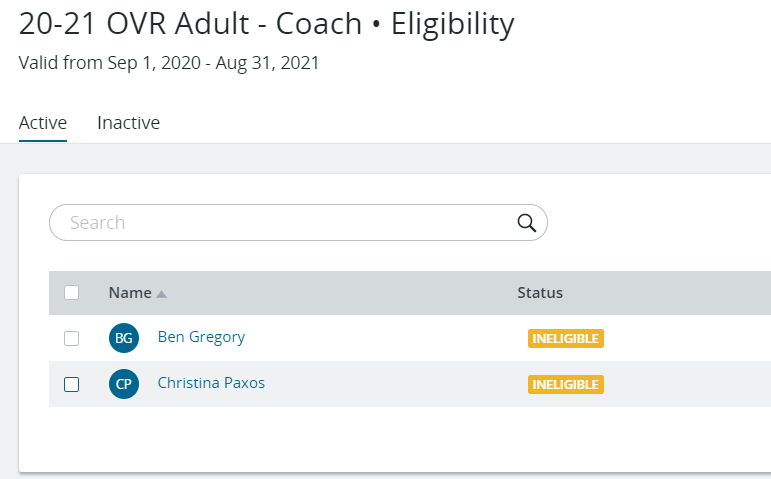 20-21 OVR Adult - Coach • Eligibility
Valid from Sep 1, 2020 - Aug 31, 2021
Active Inactive
Search
Name Status
BG Ben Gregory INELIGIBLE
CP Christina Paxos INELIGIBLE